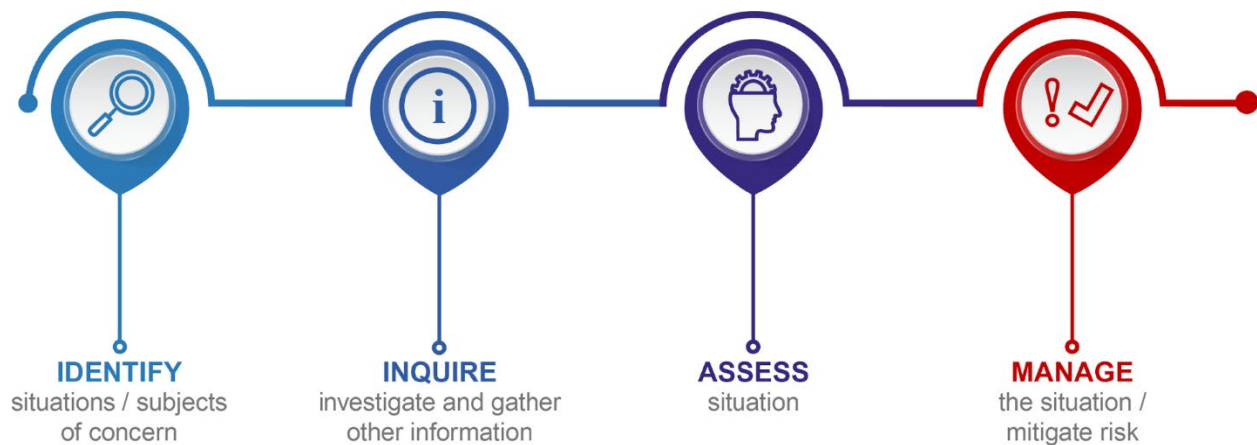 i
IDENTIFY
situations / subjects
of concern
INQUIRE
investigate and gather
other information
ASSESS
situation
MANAGE
the situation /
mitigate risk